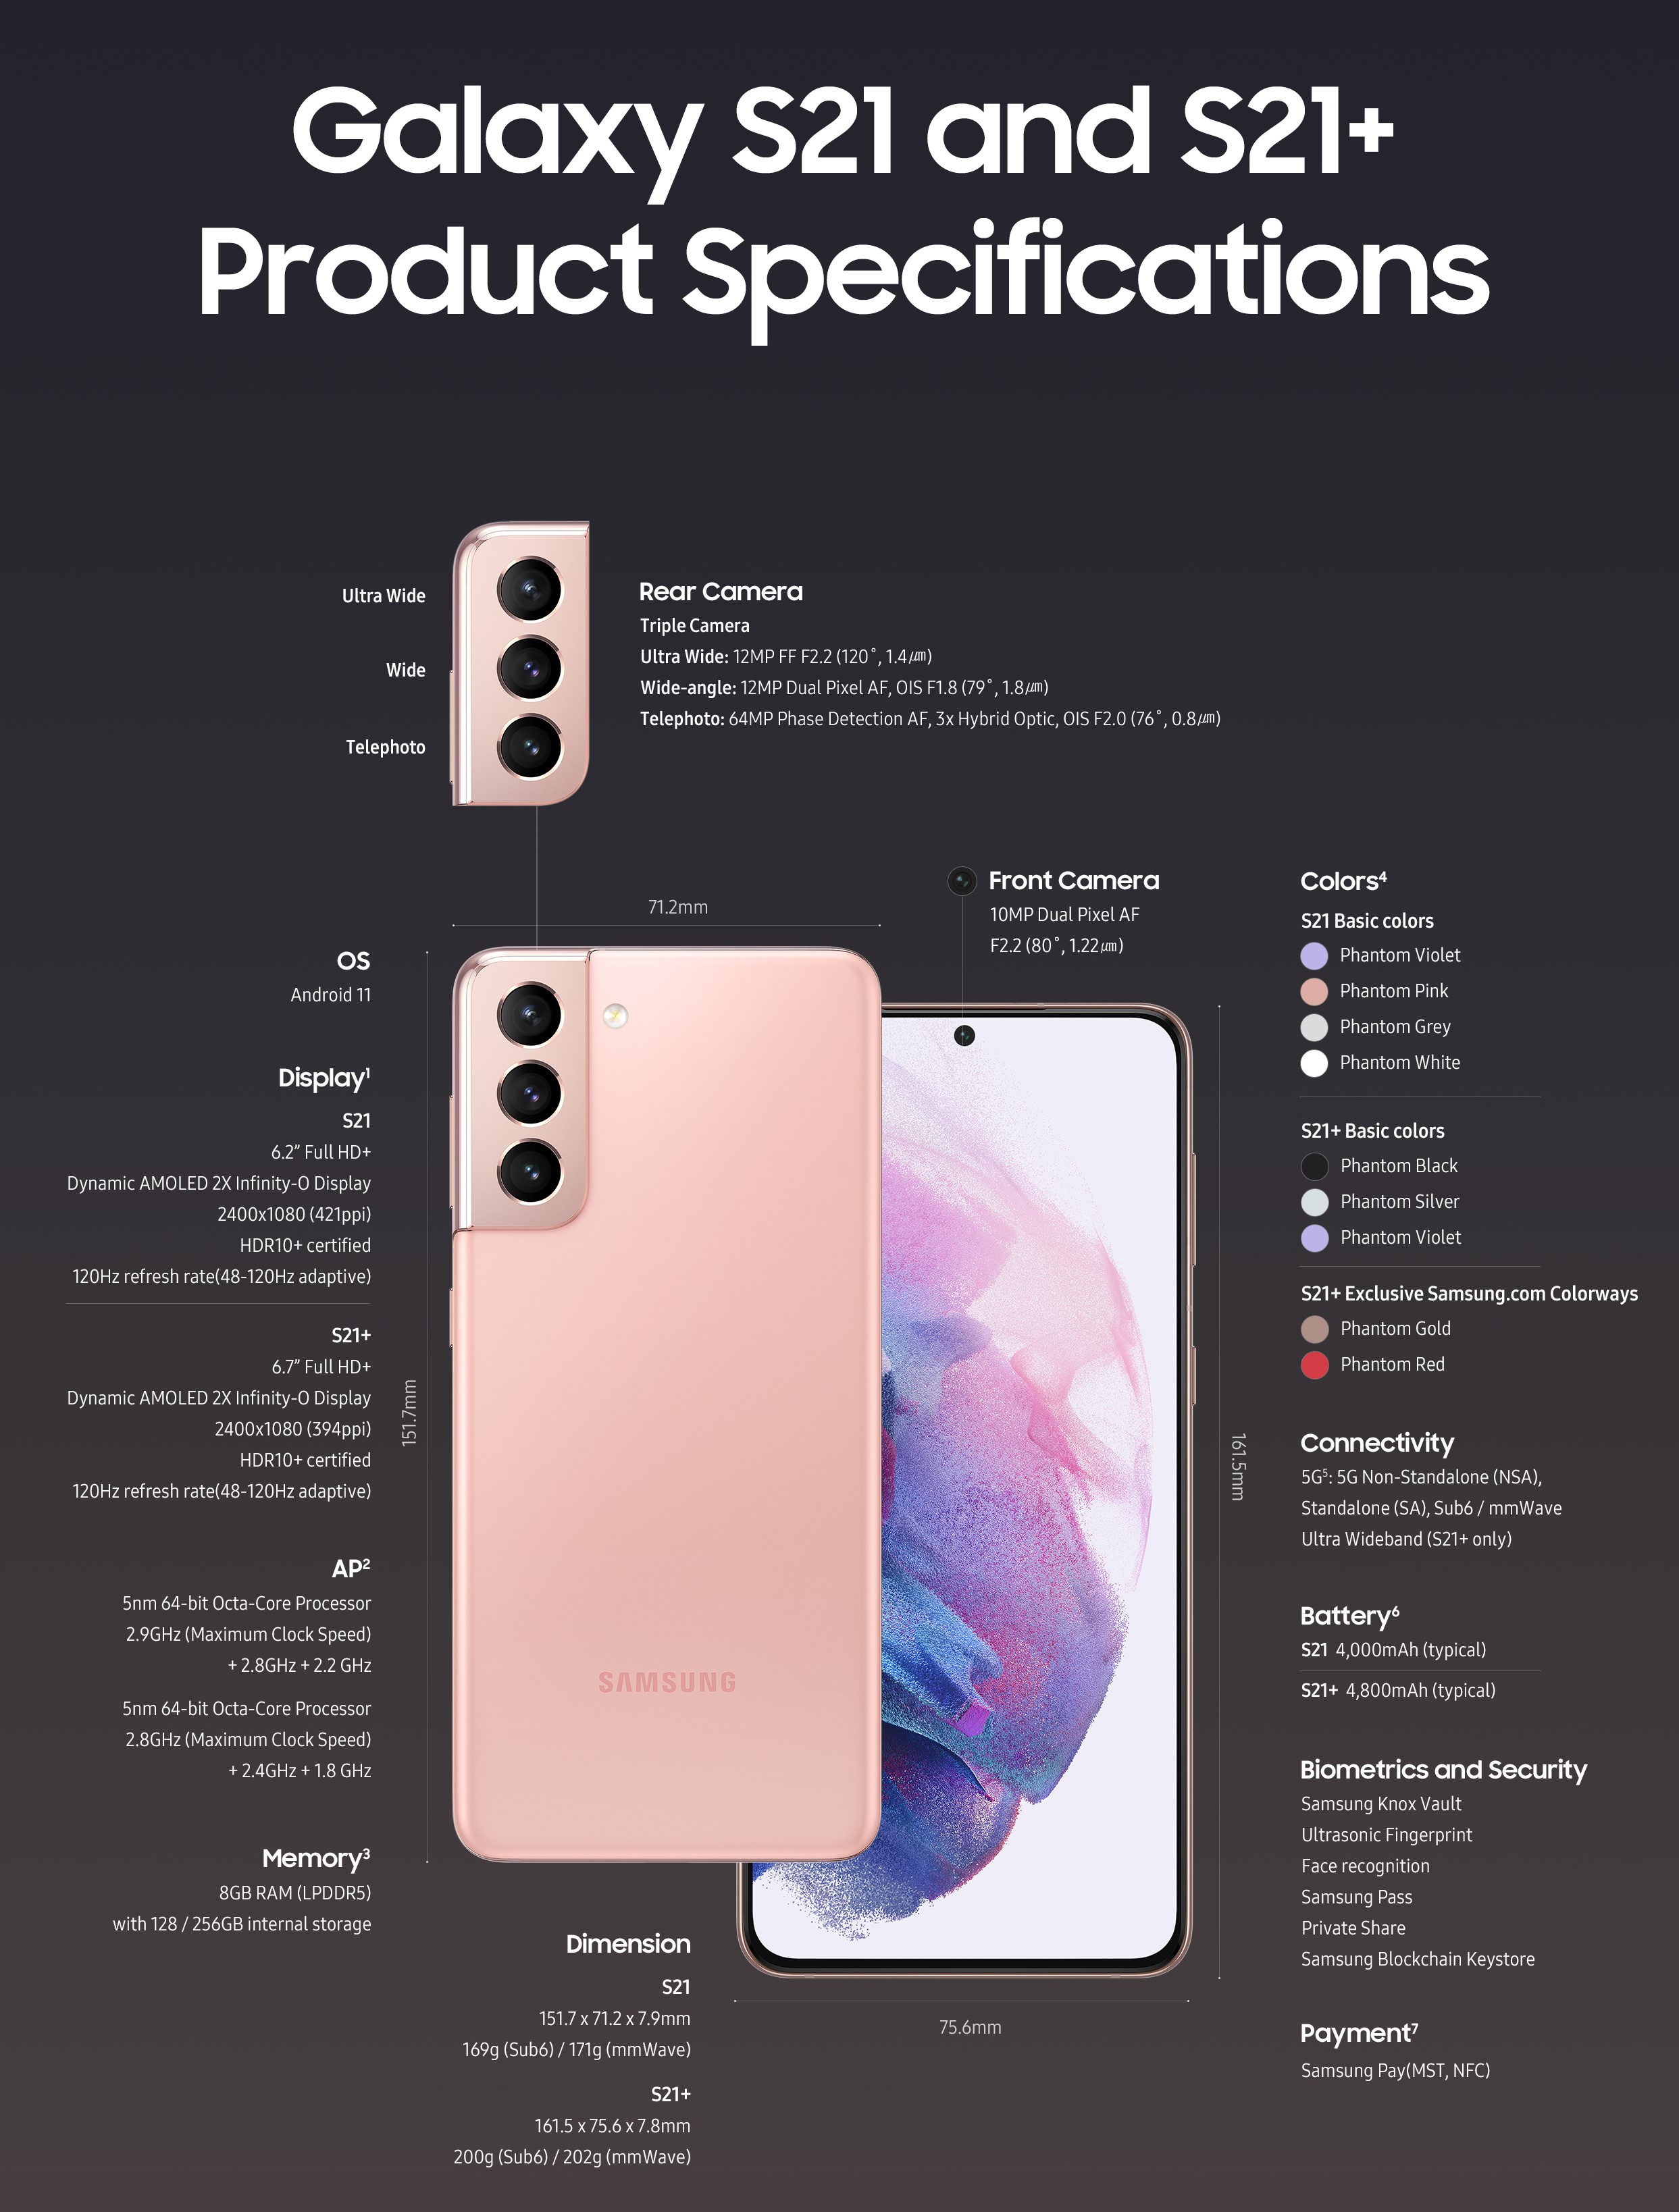 Galaxy S21 and S21+
Product Specifications
Ultra Wide
Wide
Telephoto
Rear Camera
Triple Camera
Ultra Wide: 12MP FF F2.2 (120˚, 1.4㎛)
Wide-angle: 12MP Dual Pixel AF, OIS F1.8 (79˚, 1.8㎛)
Telephoto: 64MP Phase Detection AF, 3x Hybrid Optic, OIS F2.0 (76˚, 0.8㎛)
71.2mm
Front Camera
10MP Dual Pixel AF
F2.2 (80˚, 1.22㎛)
OS
Android 11
Display¹
S21
6.2” Full HD+
Dynamic AMOLED 2X Infinity-O Display
2400x1080 (421ppi)
HDR10+ certified
120Hz refresh rate(48-120Hz adaptive)
S21+
6.7” Full HD+
Dynamic AMOLED 2X Infinity-O Display
2400x1080 (394ppi)
HDR10+ certified
120Hz refresh rate(48-120Hz adaptive)
AP²
5nm 64-bit Octa-Core Processor
2.9GHz (Maximum Clock Speed)
+ 2.8GHz + 2.2 GHz
5nm 64-bit Octa-Core Processor
2.8GHz (Maximum Clock Speed)
+ 2.4GHz + 1.8 GHz
Memory³
8GB RAM (LPDDR5)
with 128 / 256GB internal storage
151.7mm
SAMSUNG
161.5mm
75.6mm
Dimension
S21
151.7 x 71.2 x 7.9mm
169g (Sub6) / 171g (mmWave)
S21+
161.5 x 75.6 x 7.8mm
200g (Sub6) / 202g (mmWave)
Colors⁴
S21 Basic colors
Phantom Violet
Phantom Pink
Phantom Grey
Phantom White
S21+ Basic colors
Phantom Black
Phantom Silver
Phantom Violet
S21+ Exclusive Samsung.com Colorways
Phantom Gold
Phantom Red
Connectivity
5G⁵: 5G Non-Standalone (NSA),
Standalone (SA), Sub6 / mmWave
Ultra Wideband (S21+ only)
Battery⁶
S21 4,000mAh (typical)
S21+ 4,800mAh (typical)
Biometrics and Security
Samsung Knox Vault
Ultrasonic Fingerprint
Face recognition
Samsung Pass
Private Share
Samsung Blockchain Keystore
Payment⁷
Samsung Pay(MST, NFC)